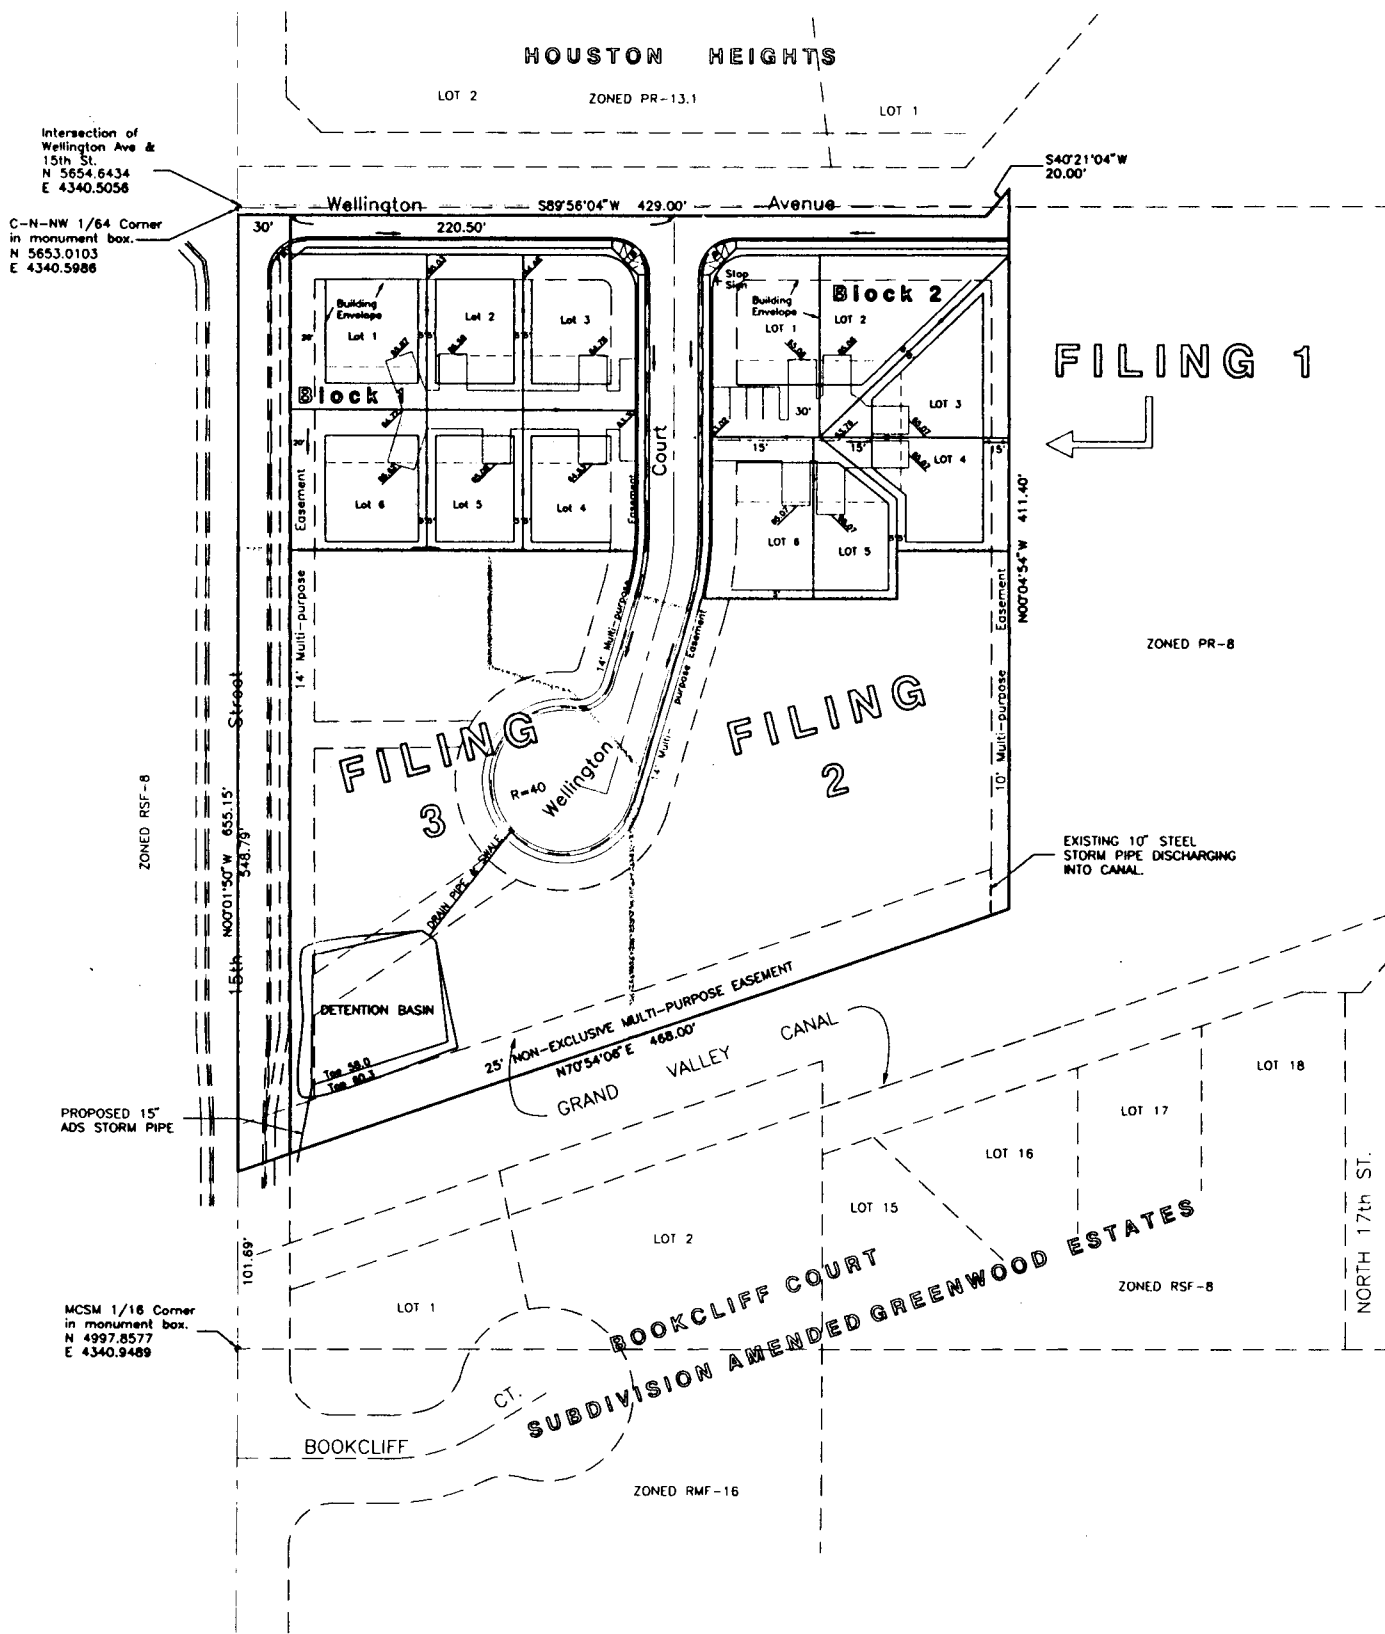 HOUSTON HEIGHTS
LOT 2
ZONED PR-13.1
LOT 1
Intersection of
Wellington Ave &
15th St.
N 5654.6434
E 4340.5056
S40°21'04"W
20.00'
C-N-NW 1/64 Corner
in monument box.
N 5653.0103
E 4340.5986
Wellington
S89°56'04"W 429.00'
Avenue
30'
220.50'
Stop
Sign
Building
Envelope
Lot 1
Lot 2
Lot 3
Building
Envelope
LOT 1
LOT 2
Block 2
FILING 1
Block 1
LOT 3
30'
Court
15'
15'
LOT 4
5'
Lot 6
Lot 5
Lot 4
Easement
Easement
LOT 6
LOT 5
N00°04'54"W 411.40'
14' Multi-purpose
14' Multi-purpose
purpose Easement
14' Multi-
Easement
10' Multi-purpose
ZONED PR-8
Street
FILING
3
FILING
2
R=40
Wellington
ZONED RSF-8
N00°01'50"W 655.15'
548.79'
15th
DRAIN PIPE & SWALE
EXISTING 10" STEEL
STORM PIPE DISCHARGING
INTO CANAL.
DETENTION BASIN
Toe 58.0
Top 60.3
25' NON-EXCLUSIVE MULTI-PURPOSE EASEMENT
N70°54'06"E 468.00'
GRAND VALLEY CANAL
PROPOSED 15"
ADS STORM PIPE
LOT 18
LOT 17
LOT 16
LOT 15
LOT 2
LOT 1
101.69'
NORTH 17th ST.
ZONED RSF-8
BOOKCLIFF COURT
SUBDIVISION AMENDED GREENWOOD ESTATES
MCSM 1/16 Corner
in monument box.
N 4997.8577
E 4340.9489
CT.
BOOKCLIFF
ZONED RMF-16